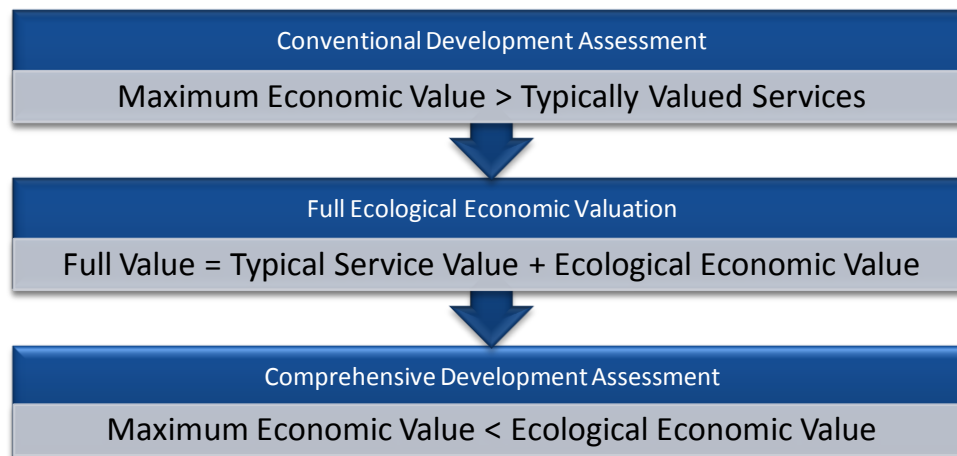 Conventional Development Assessment
Maximum Economic Value > Typically Valued Services
Full Ecological Economic Valuation
Full Value = Typical Service Value + Ecological Economic Value
Comprehensive Development Assessment
Maximum Economic Value < Ecological Economic Value